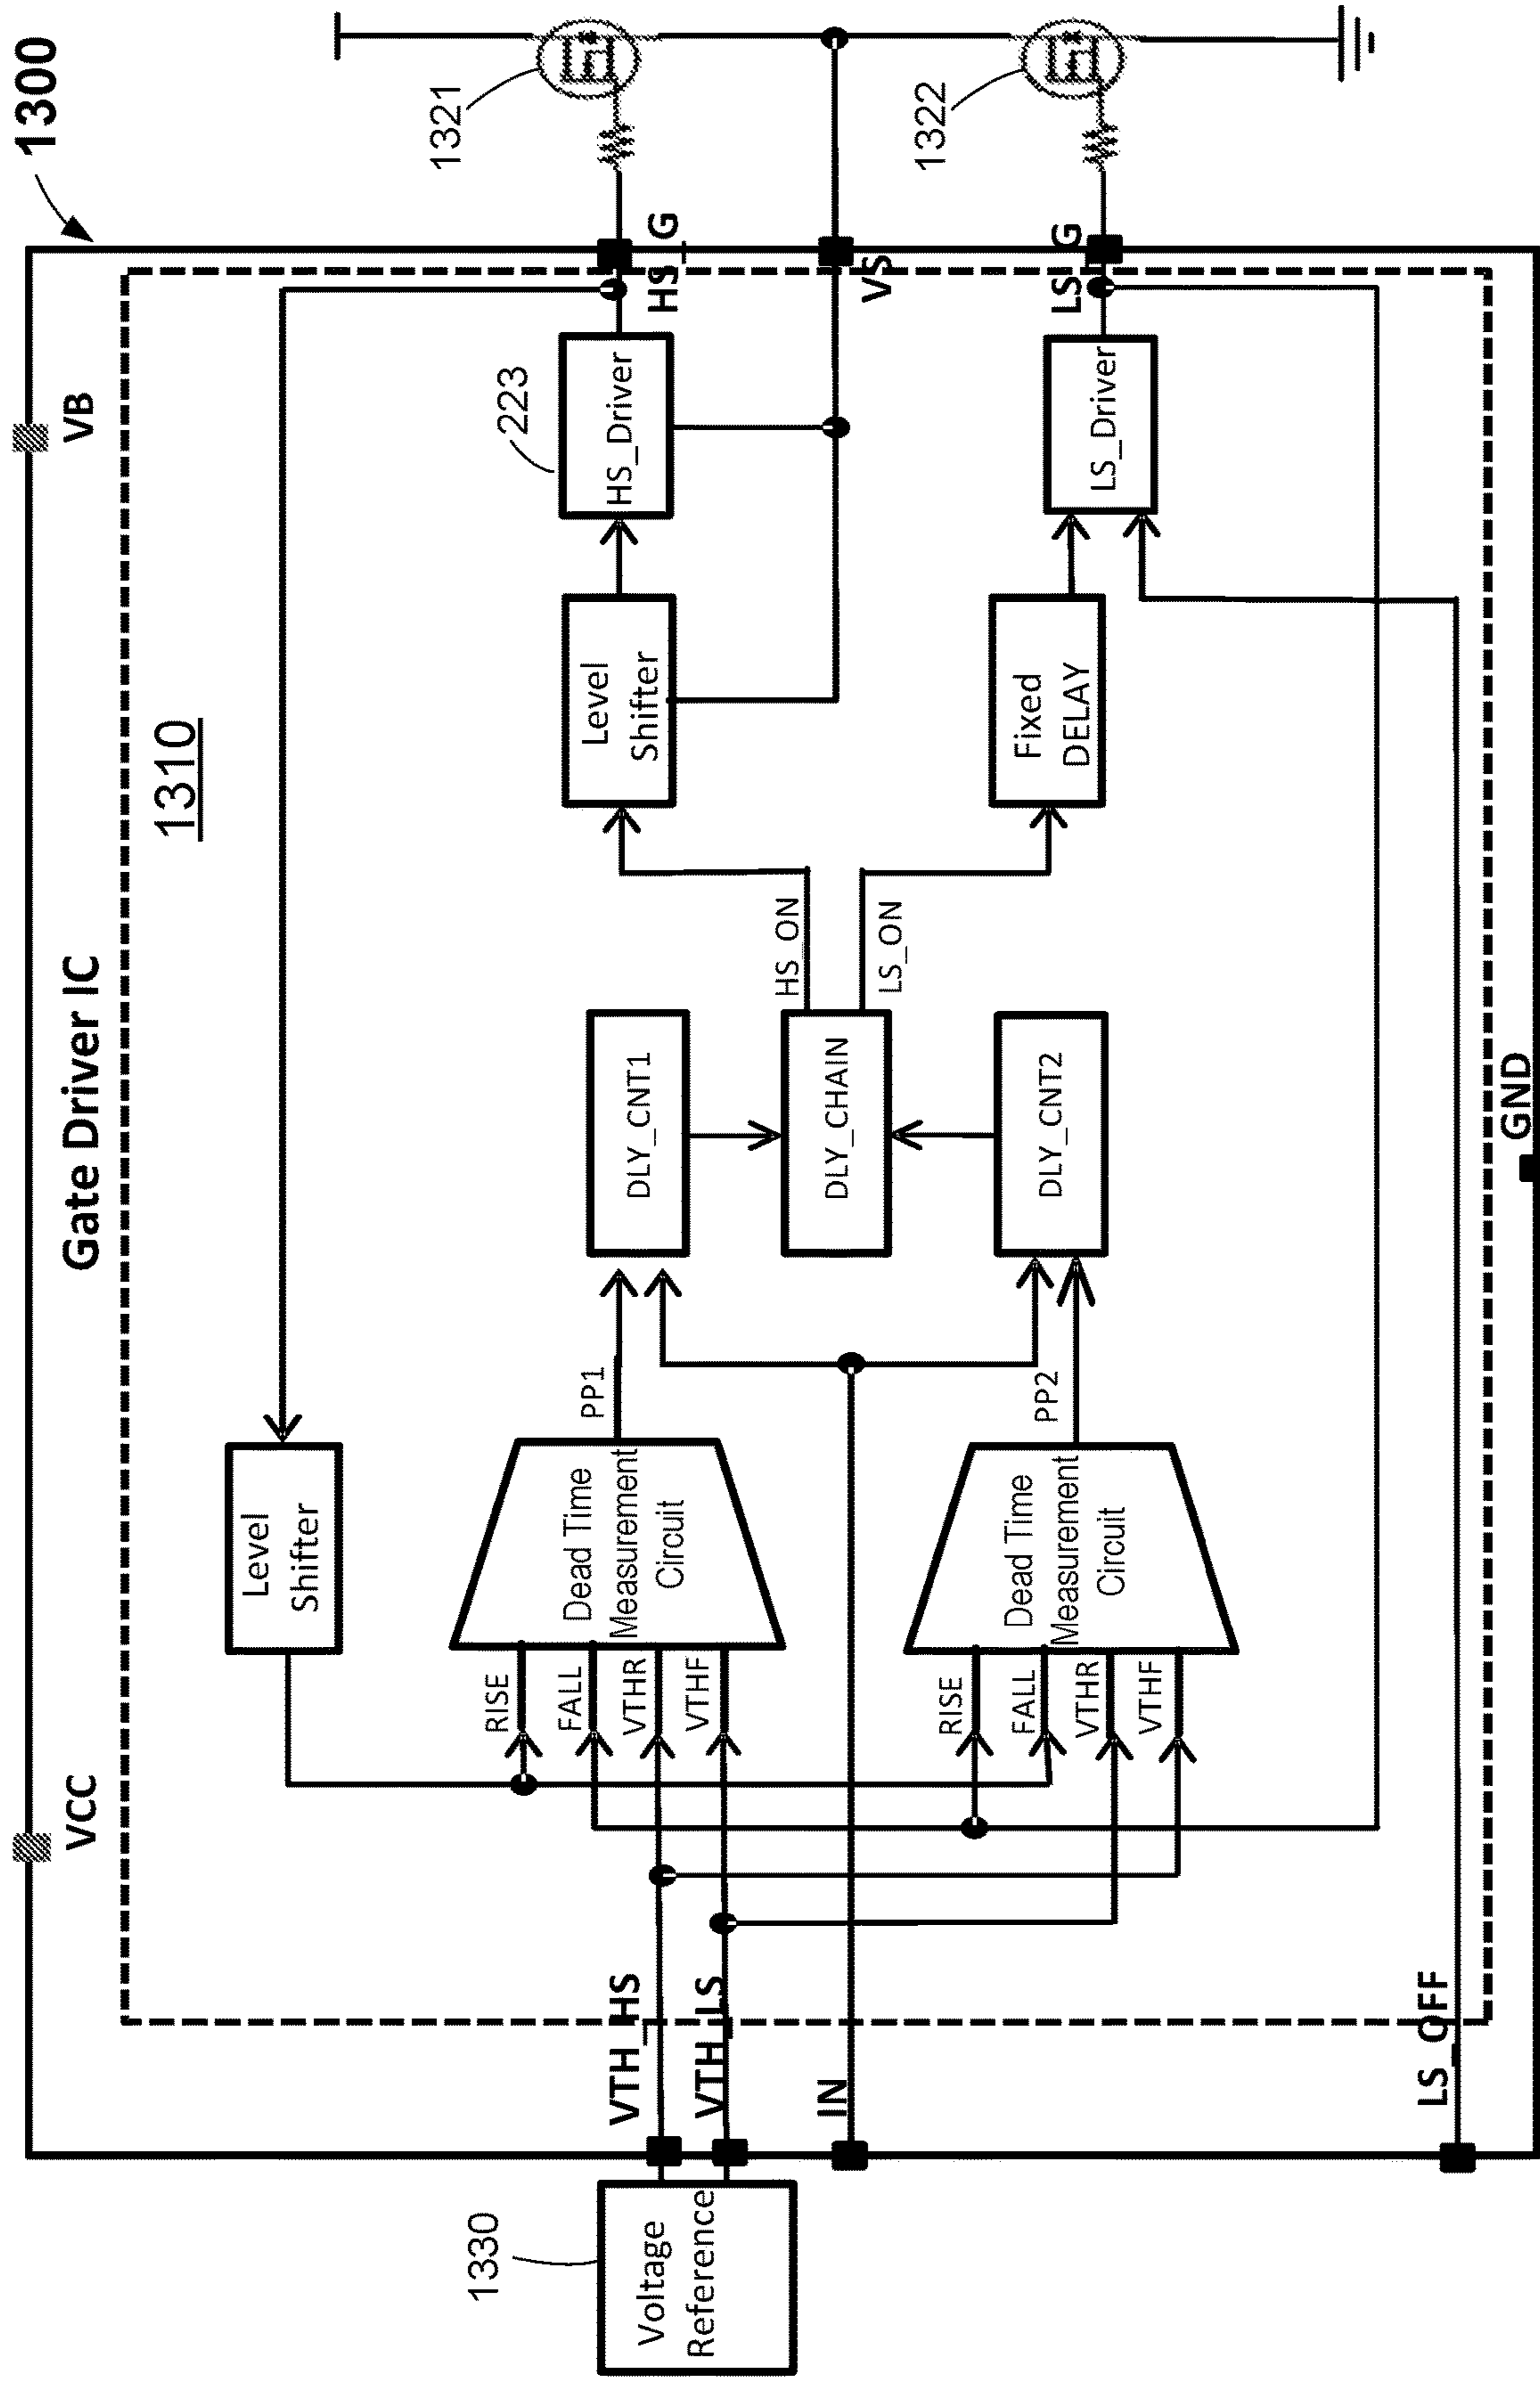 1300
Gate Driver IC
VCC
VB
1310
Level
Shifter
1321
223
HS_Driver
HS_G
Level
Shifter
VS
1322
LS_G
LS_Driver
Fixed
DELAY
HS_ON
LS_ON
DLY_CNT1
DLY_CHAIN
DLY_CNT2
PP1
PP2
Dead Time
Measurement
Circuit
RISE
FALL
VTHR
VTHF
Dead Time
Measurement
Circuit
RISE
FALL
VTHR
VTHF
VTH_HS
VTH_LS
IN
LS_OFF
GND
1330
Voltage
Reference